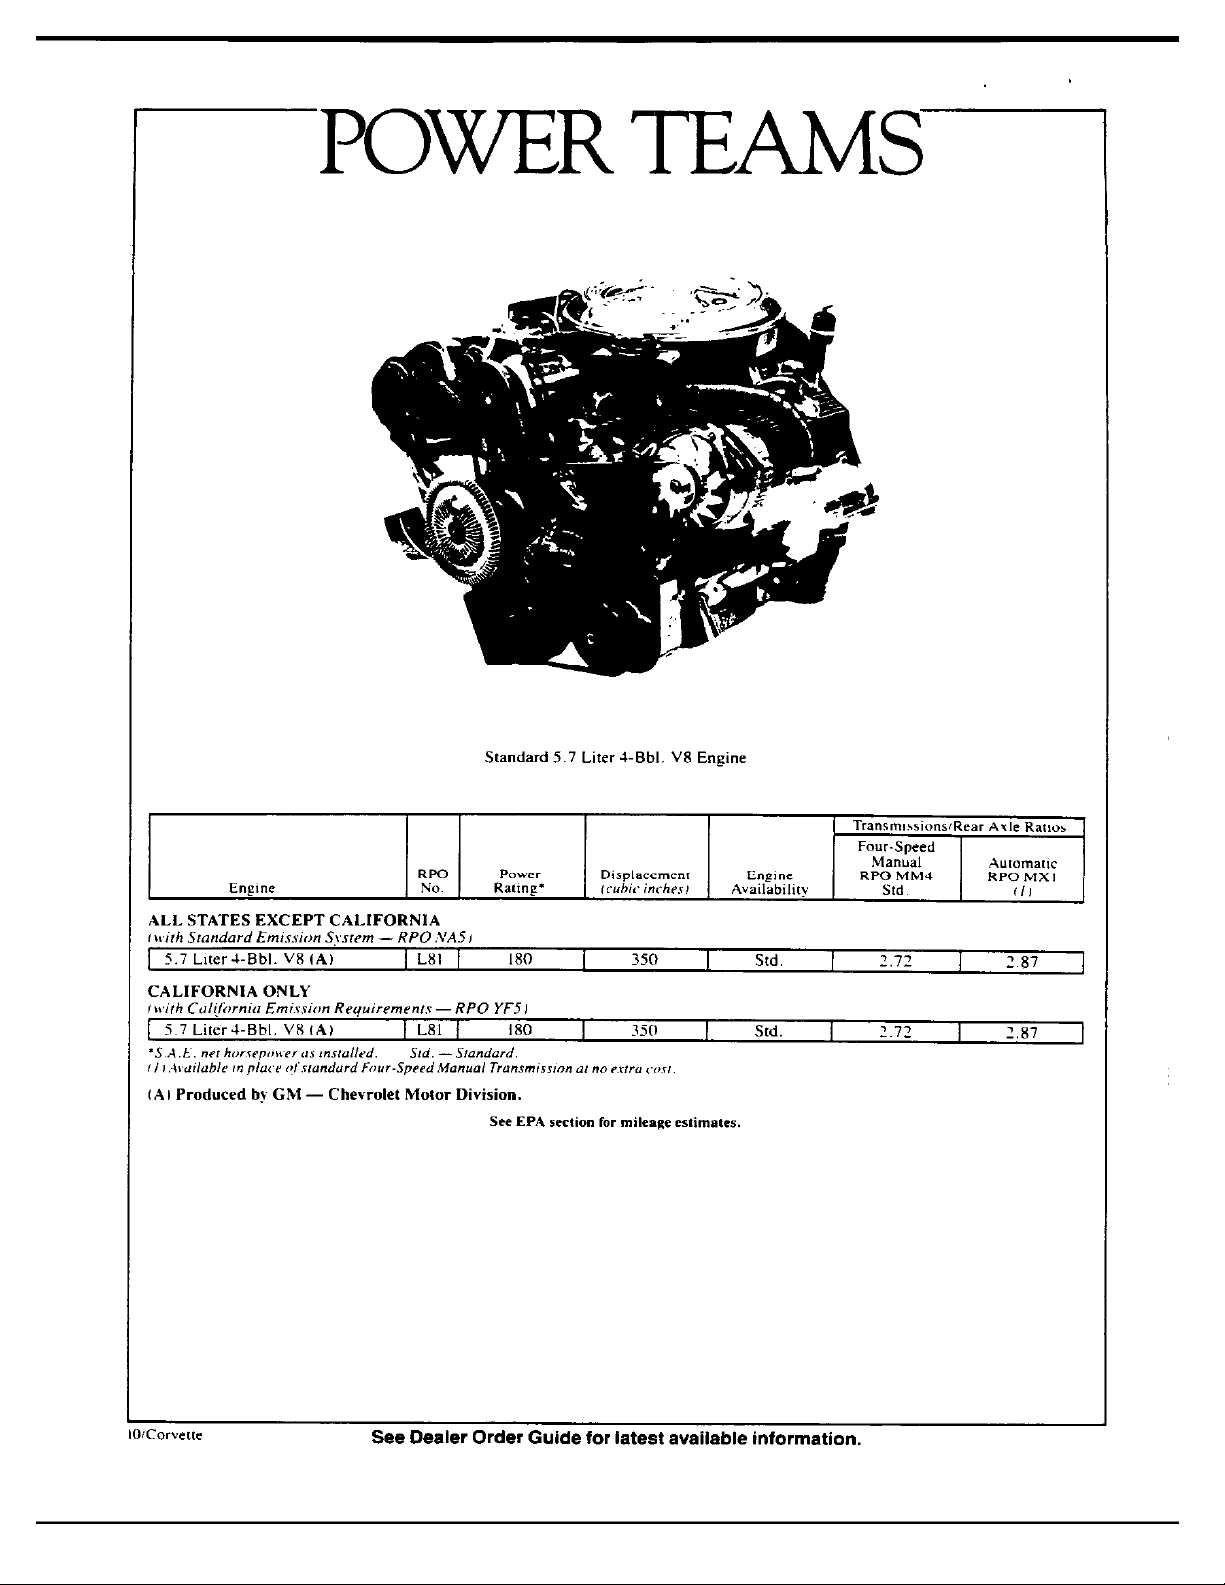 POWER TEAMS
Standard 5.7 Liter 4-Bbl. V8 Engine
Transmissions/Rear Axle Ratios
Engine
RPO No.
Power Rating*
Displacement (cubic inches)
Engine Availability
Four-Speed Manual RPO MM4 Std.
Automatic RPO MX1 (1)
ALL STATES EXCEPT CALIFORNIA
(with Standard Emission System — RPO NA5)
5.7 Liter 4-Bbl. V8 (A) L81 180 350 Std. 2.72 2.87
CALIFORNIA ONLY
(with California Emission Requirements — RPO YF5)
5.7 Liter 4-Bbl. V8 (A) L81 180 350 Std. 2.72 2.87
*S.A.E. net horsepower as installed. Std. — Standard.
(1) Available in place of standard Four-Speed Manual Transmission at no extra cost.
(A) Produced by GM — Chevrolet Motor Division.
See EPA section for mileage estimates.
10/Corvette
See Dealer Order Guide for latest available information.